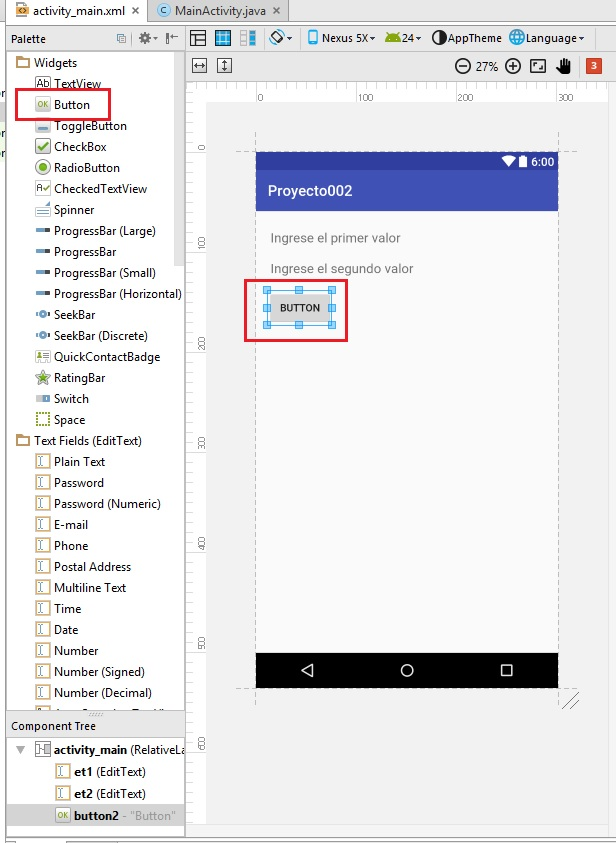 activity_main.xml × MainActivity.java ×
Palette Nexus 5X 24 AppTheme Language
27% 3
Widgets
Ab TextView
OK Button
ToggleButton
CheckBox
RadioButton
CheckedTextView
Spinner
ProgressBar (Large)
ProgressBar
ProgressBar (Small)
ProgressBar (Horizontal)
SeekBar
SeekBar (Discrete)
QuickContactBadge
RatingBar
Switch
Space
Text Fields (EditText)
Plain Text
Password
Password (Numeric)
E-mail
Phone
Postal Address
Multiline Text
Time
Date
Number
Number (Signed)
Number (Decimal)
0 100 200 300
0
100
200
300
400
500
600
6:00
Proyecto002
Ingrese el primer valor
Ingrese el segundo valor
BUTTON
Component Tree
activity_main (RelativeLa
et1 (EditText)
et2 (EditText)
OK button2 - "Button"